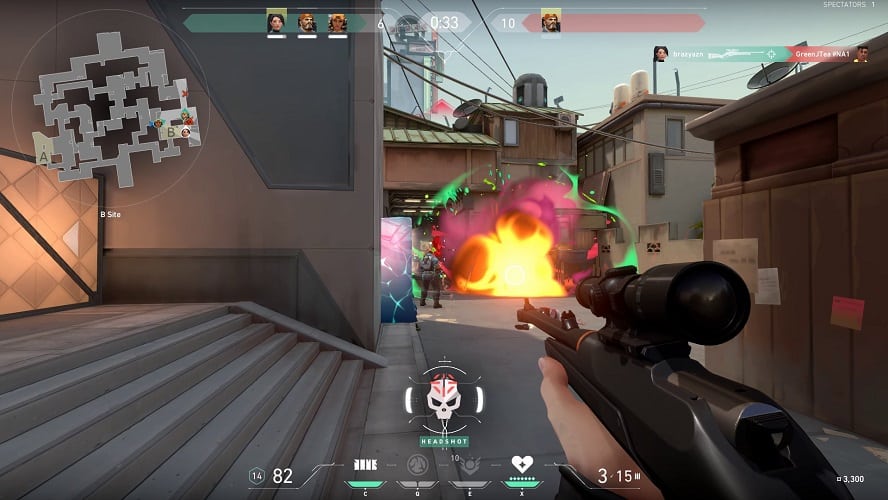 SPECTATORS 1
6 0:33 10
brazyazn GreenJTea #NA1
A
B
B Site
HEADSHOT
10
14 82
3 / 15
C Q E X
¤ 3,300